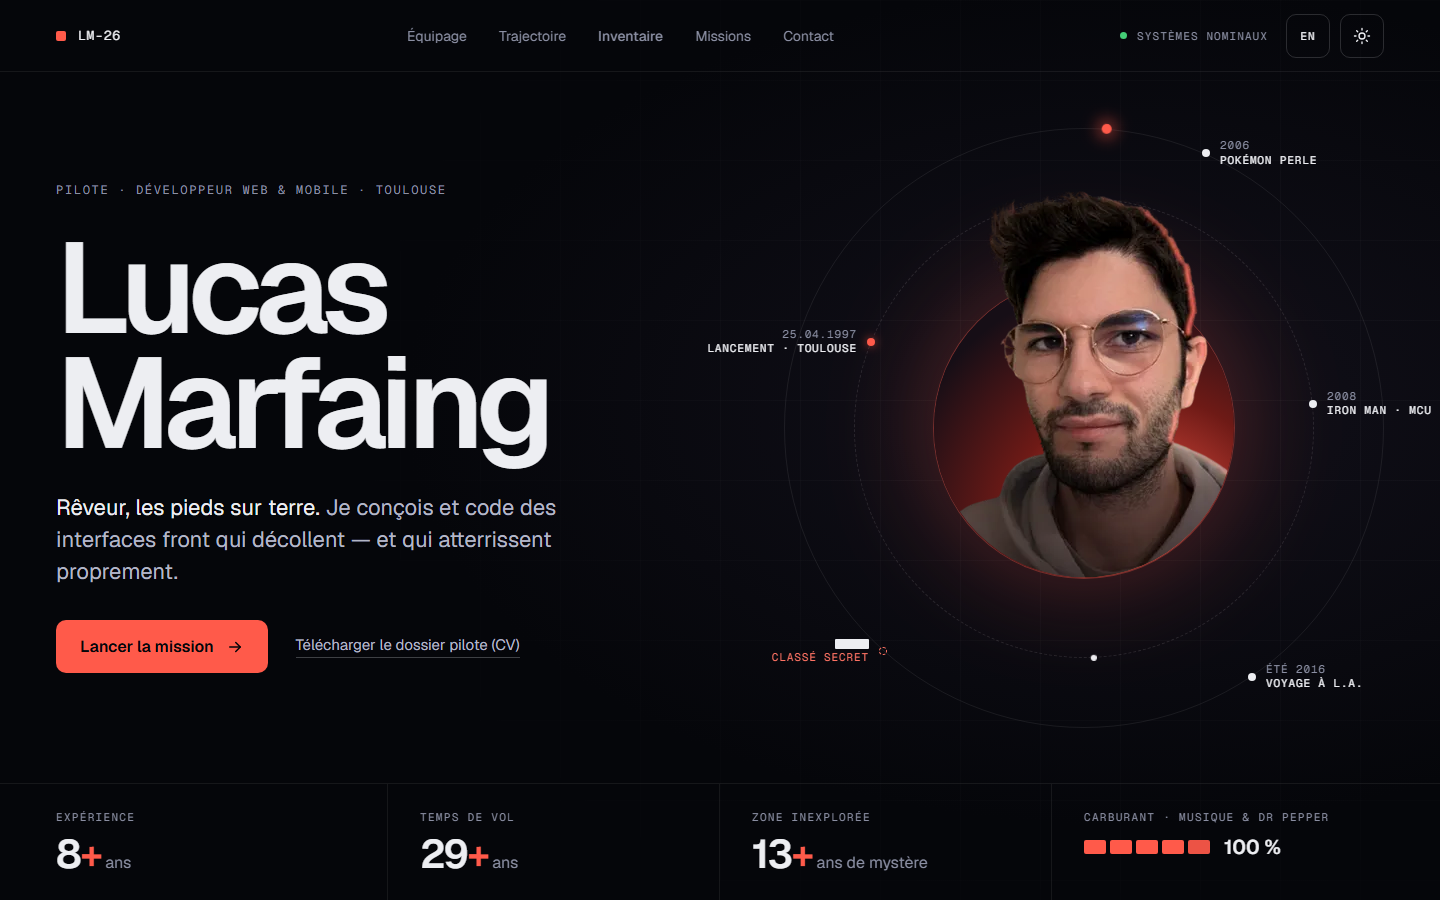 LM-26
Équipage
Trajectoire
Inventaire
Missions
Contact
SYSTÈMES NOMINAUX
EN
PILOTE · DÉVELOPPEUR WEB & MOBILE · TOULOUSE
Lucas
Marfaing
Rêveur, les pieds sur terre. Je conçois et code des
interfaces front qui décollent — et qui atterrissent
proprement.
Lancer la mission →
Télécharger le dossier pilote (CV)
2006
POKÉMON PERLE
25.04.1997
LANCEMENT · TOULOUSE
2008
IRON MAN · MCU
CLASSÉ SECRET
ÉTÉ 2016
VOYAGE À L.A.
EXPÉRIENCE
8+ ans
TEMPS DE VOL
29+ ans
ZONE INEXPLORÉE
13+ ans de mystère
CARBURANT · MUSIQUE & DR PEPPER
100 %